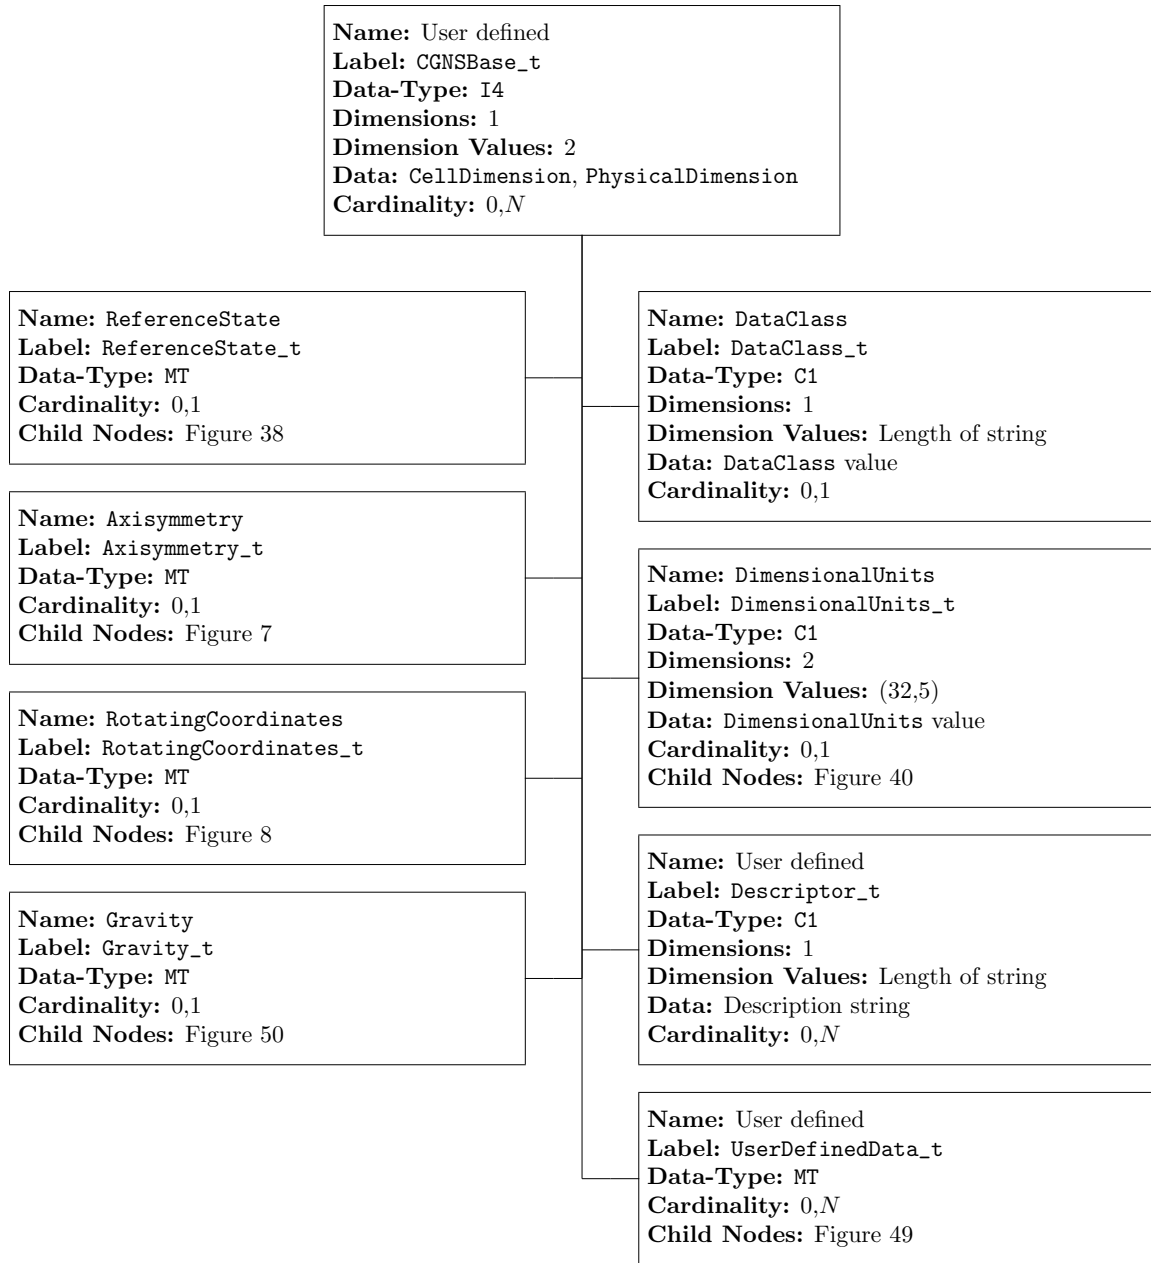 Name: User defined
Label: CGNSBase_t
Data-Type: I4
Dimensions: 1
Dimension Values: 2
Data: CellDimension, PhysicalDimension
Cardinality: 0,N
Name: ReferenceState
Label: ReferenceState_t
Data-Type: MT
Cardinality: 0,1
Child Nodes: Figure 38
Name: Axisymmetry
Label: Axisymmetry_t
Data-Type: MT
Cardinality: 0,1
Child Nodes: Figure 7
Name: RotatingCoordinates
Label: RotatingCoordinates_t
Data-Type: MT
Cardinality: 0,1
Child Nodes: Figure 8
Name: Gravity
Label: Gravity_t
Data-Type: MT
Cardinality: 0,1
Child Nodes: Figure 50
Name: DataClass
Label: DataClass_t
Data-Type: C1
Dimensions: 1
Dimension Values: Length of string
Data: DataClass value
Cardinality: 0,1
Name: DimensionalUnits
Label: DimensionalUnits_t
Data-Type: C1
Dimensions: 2
Dimension Values: (32,5)
Data: DimensionalUnits value
Cardinality: 0,1
Child Nodes: Figure 40
Name: User defined
Label: Descriptor_t
Data-Type: C1
Dimensions: 1
Dimension Values: Length of string
Data: Description string
Cardinality: 0,N
Name: User defined
Label: UserDefinedData_t
Data-Type: MT
Cardinality: 0,N
Child Nodes: Figure 49